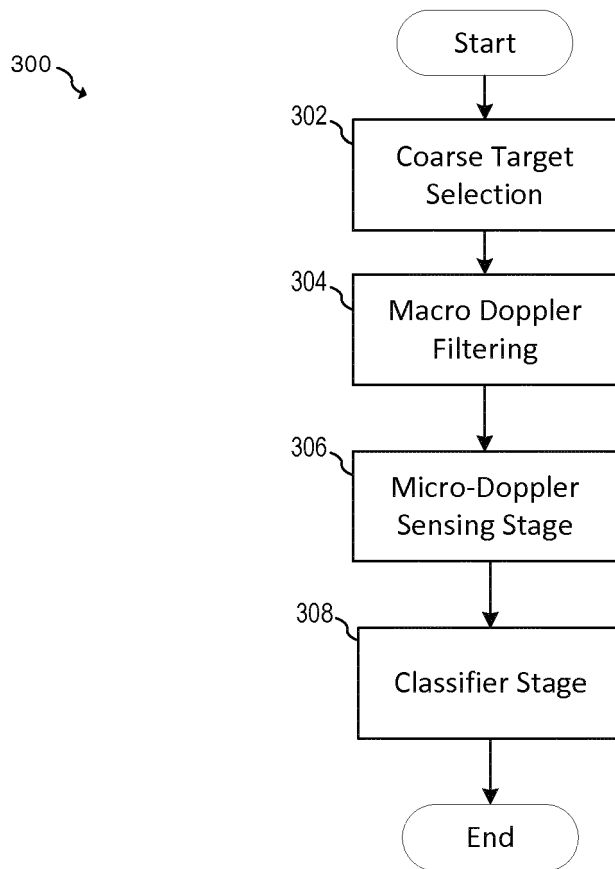 Start
300
302
Coarse Target
Selection
304
Macro Doppler
Filtering
306
Micro-Doppler
Sensing Stage
308
Classifier Stage
End